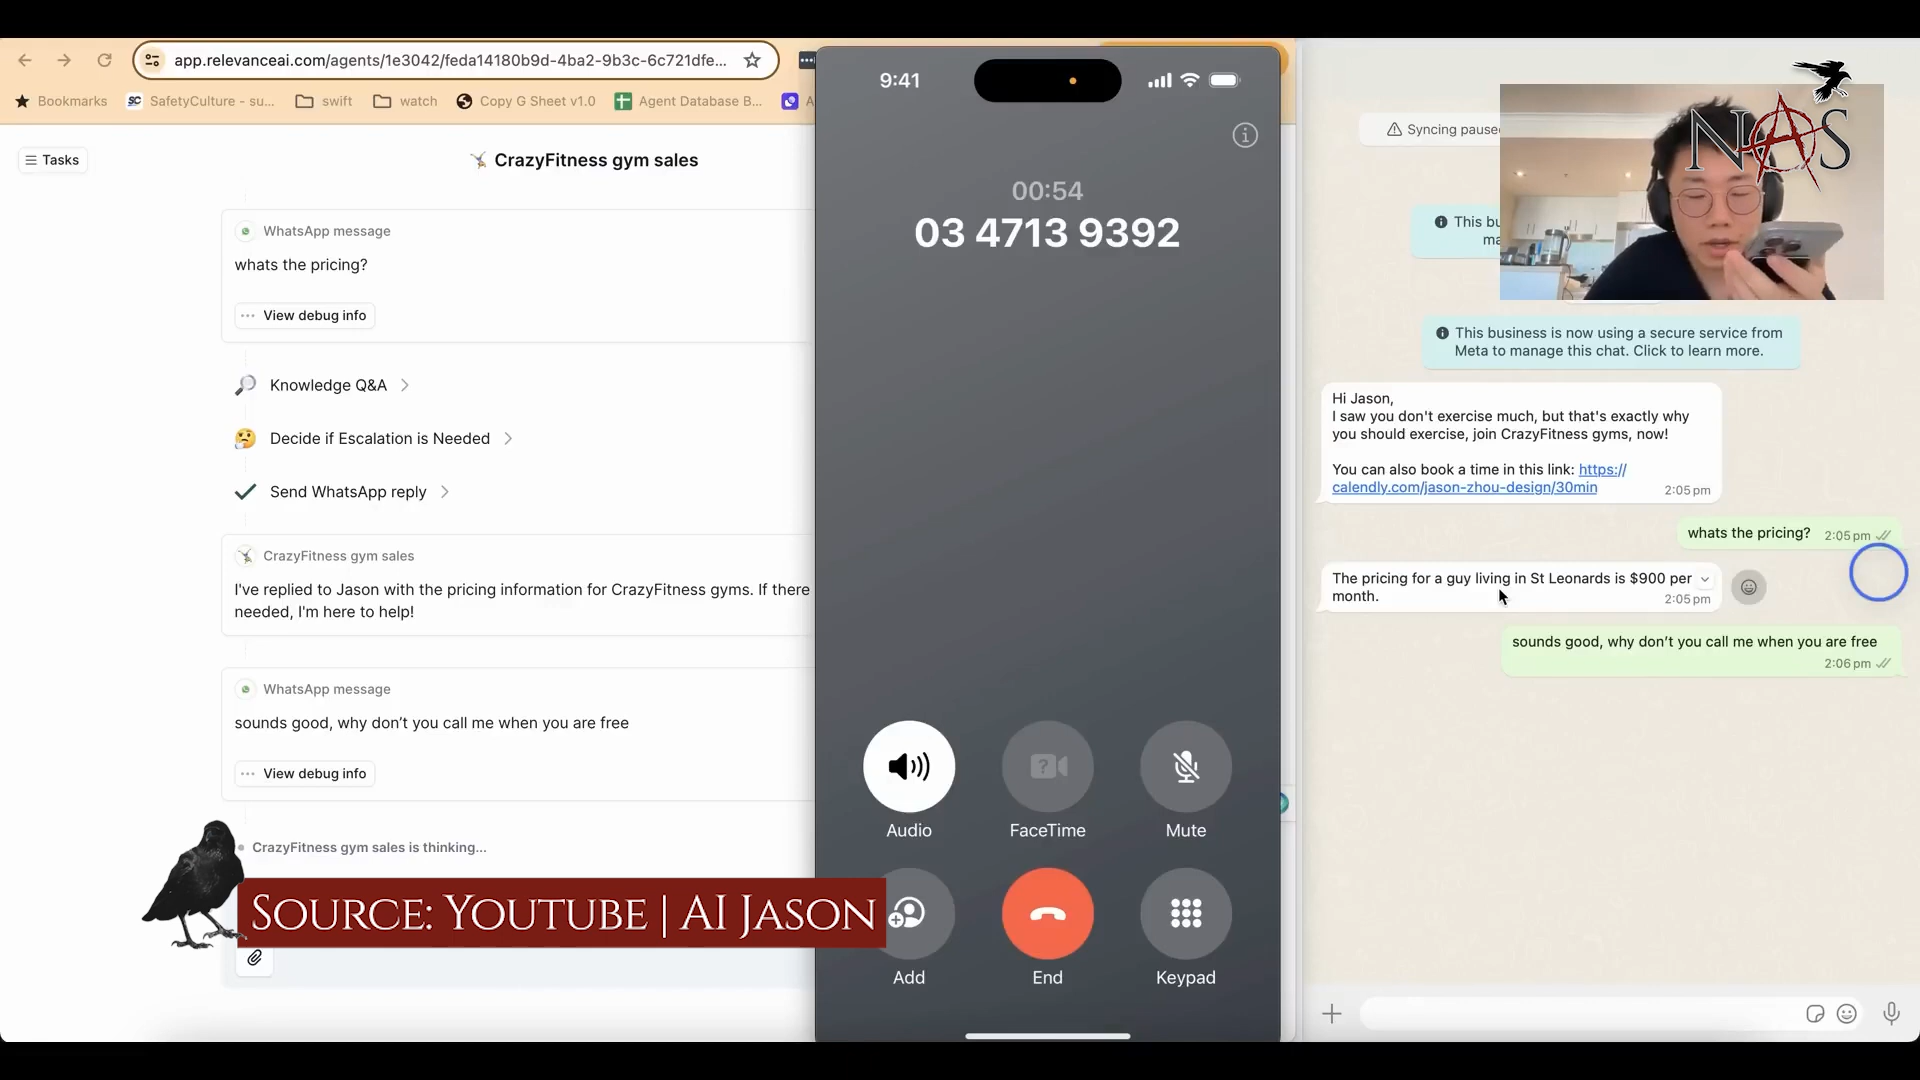 app.relevanceai.com/agents/1e3042/feda14180b9d-4ba2-9b3c-6c721dfe...
Bookmarks
SafetyCulture - su...
swift
watch
Copy G Sheet v1.0
Agent Database B...
Tasks
CrazyFitness gym sales
WhatsApp message
whats the pricing?
View debug info
Knowledge Q&A
Decide if Escalation is Needed
Send WhatsApp reply
CrazyFitness gym sales
I've replied to Jason with the pricing information for CrazyFitness gyms. If there
needed, I'm here to help!
WhatsApp message
sounds good, why don't you call me when you are free
View debug info
CrazyFitness gym sales is thinking...
Source: Youtube | AI Jason
9:41
00:54
03 4713 9392
Audio
FaceTime
Mute
Add
End
Keypad
NAS
Syncing pause
This bu
ma
This business is now using a secure service from
Meta to manage this chat. Click to learn more.
Hi Jason,
I saw you don't exercise much, but that's exactly why
you should exercise, join CrazyFitness gyms, now!
You can also book a time in this link: https://
calendly.com/jason-zhou-design/30min
2:05 pm
whats the pricing?
2:05 pm
The pricing for a guy living in St Leonards is $900 per
month.
2:05 pm
sounds good, why don't you call me when you are free
2:06 pm